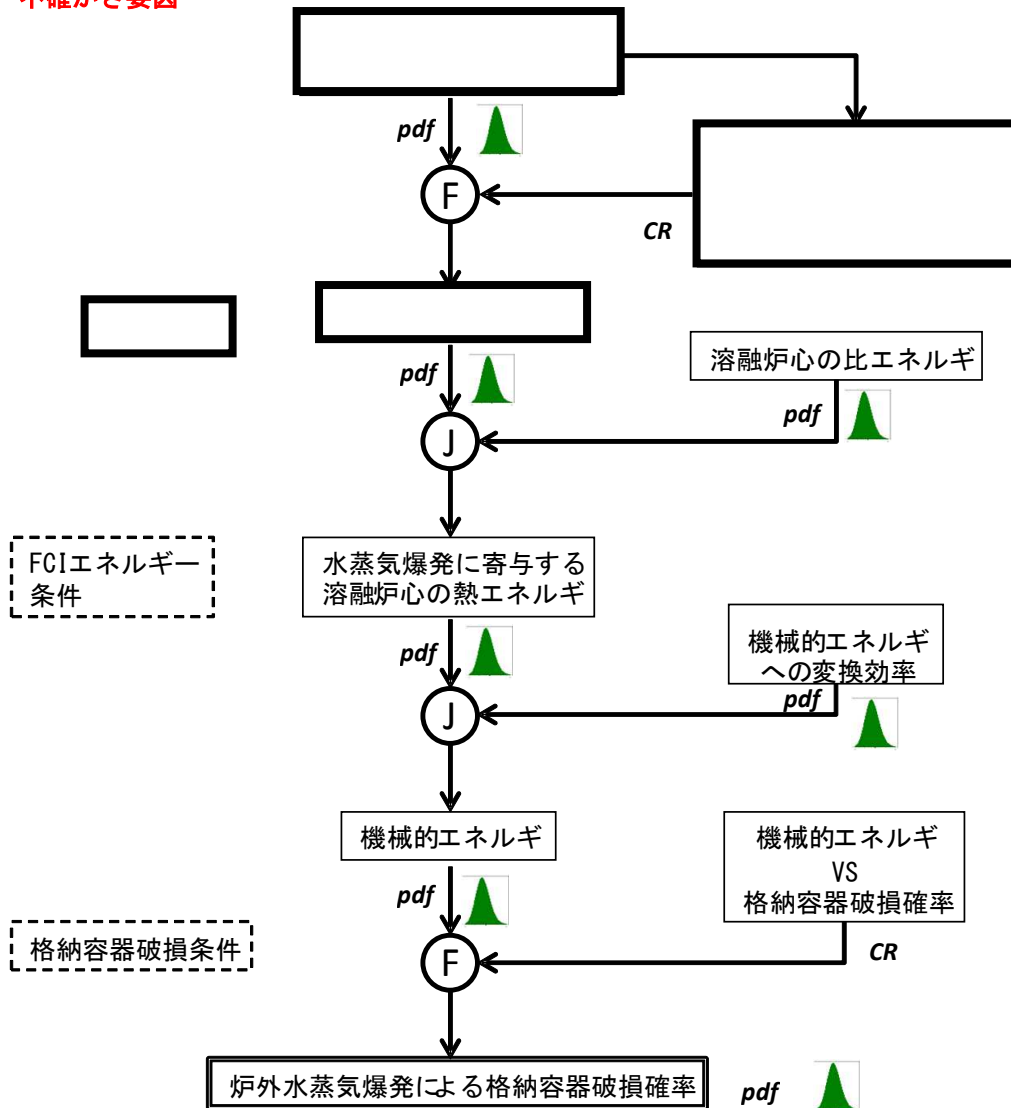 pdf
F
CR
pdf
溶融炉心の比エネルギ
pdf
J
FCIエネルギー
条件
水蒸気爆発に寄与する
溶融炉心の熱エネルギ
pdf
機械的エネルギ
への変換効率
pdf
J
機械的エネルギ
pdf
機械的エネルギ
VS
格納容器破損確率
格納容器破損条件
F
CR
炉外水蒸気爆発による格納容器破損確率
pdf